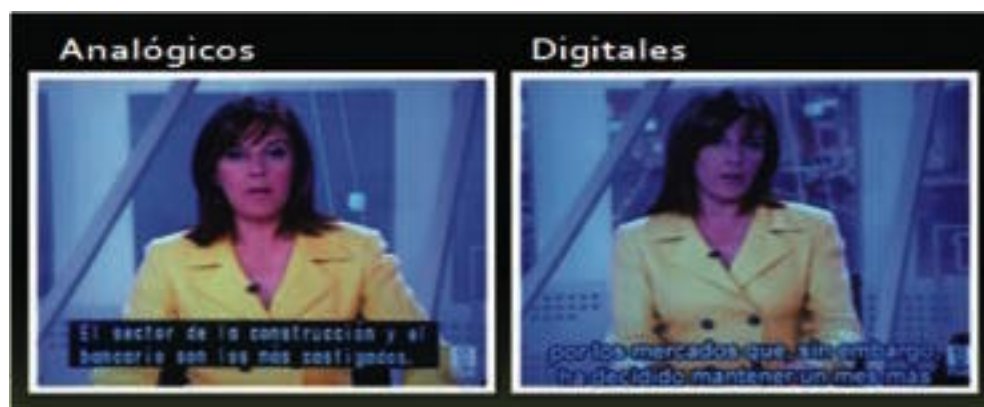 Analógicos
Digitales
El sector de la construcción y el
bancario son los más castigados.
por los mercados que, sin embargo,
ha decidido mantener un mes más